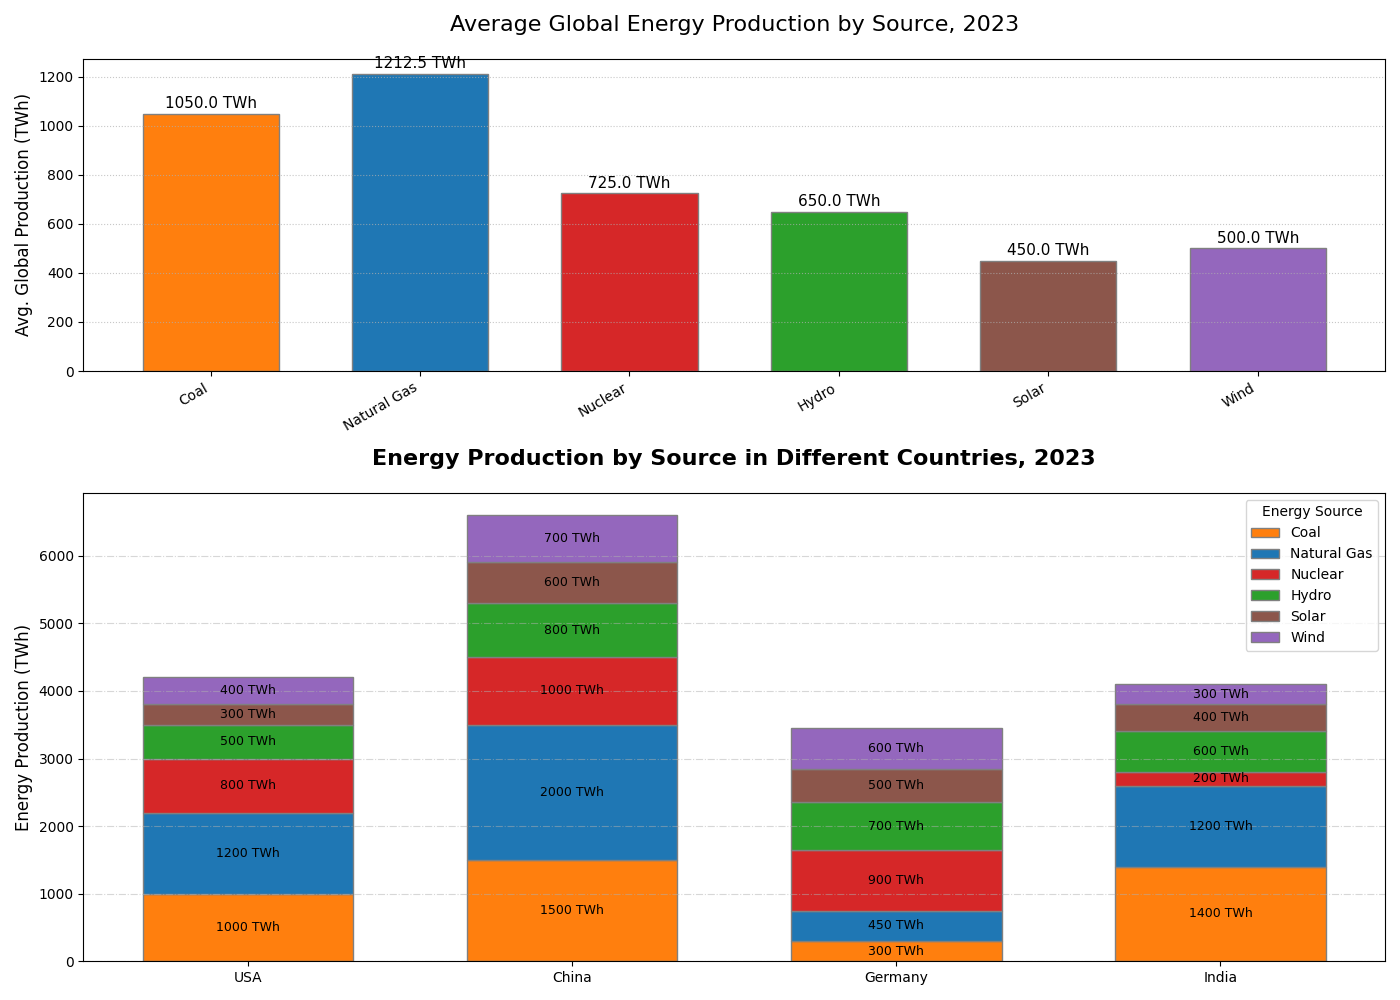 Average Global Energy Production by Source, 2023
Avg. Global Production (TWh)
1200
1000
800
600
400
200
0
1050.0 TWh
1212.5 TWh
725.0 TWh
650.0 TWh
450.0 TWh
500.0 TWh
Coal
Natural Gas
Nuclear
Hydro
Solar
Wind
Energy Production by Source in Different Countries, 2023
Energy Production (TWh)
6000
5000
4000
3000
2000
1000
0
400 TWh
300 TWh
500 TWh
800 TWh
1200 TWh
1000 TWh
700 TWh
600 TWh
800 TWh
1000 TWh
2000 TWh
1500 TWh
600 TWh
500 TWh
700 TWh
900 TWh
450 TWh
300 TWh
300 TWh
400 TWh
600 TWh
200 TWh
1200 TWh
1400 TWh
USA
China
Germany
India
Energy Source
Coal
Natural Gas
Nuclear
Hydro
Solar
Wind